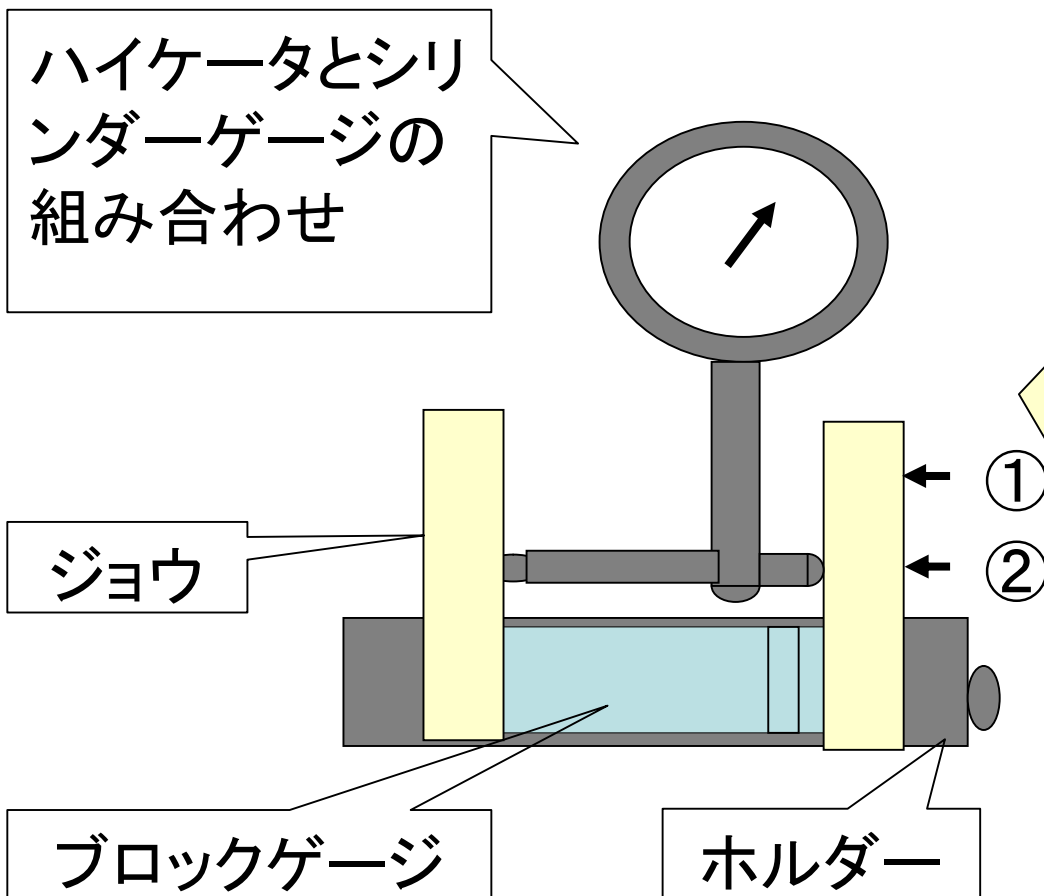 ハイケータとシリ
ンダーゲージの
組み合わせ
①
ジョウ
②
ブロックゲージ
ホルダー